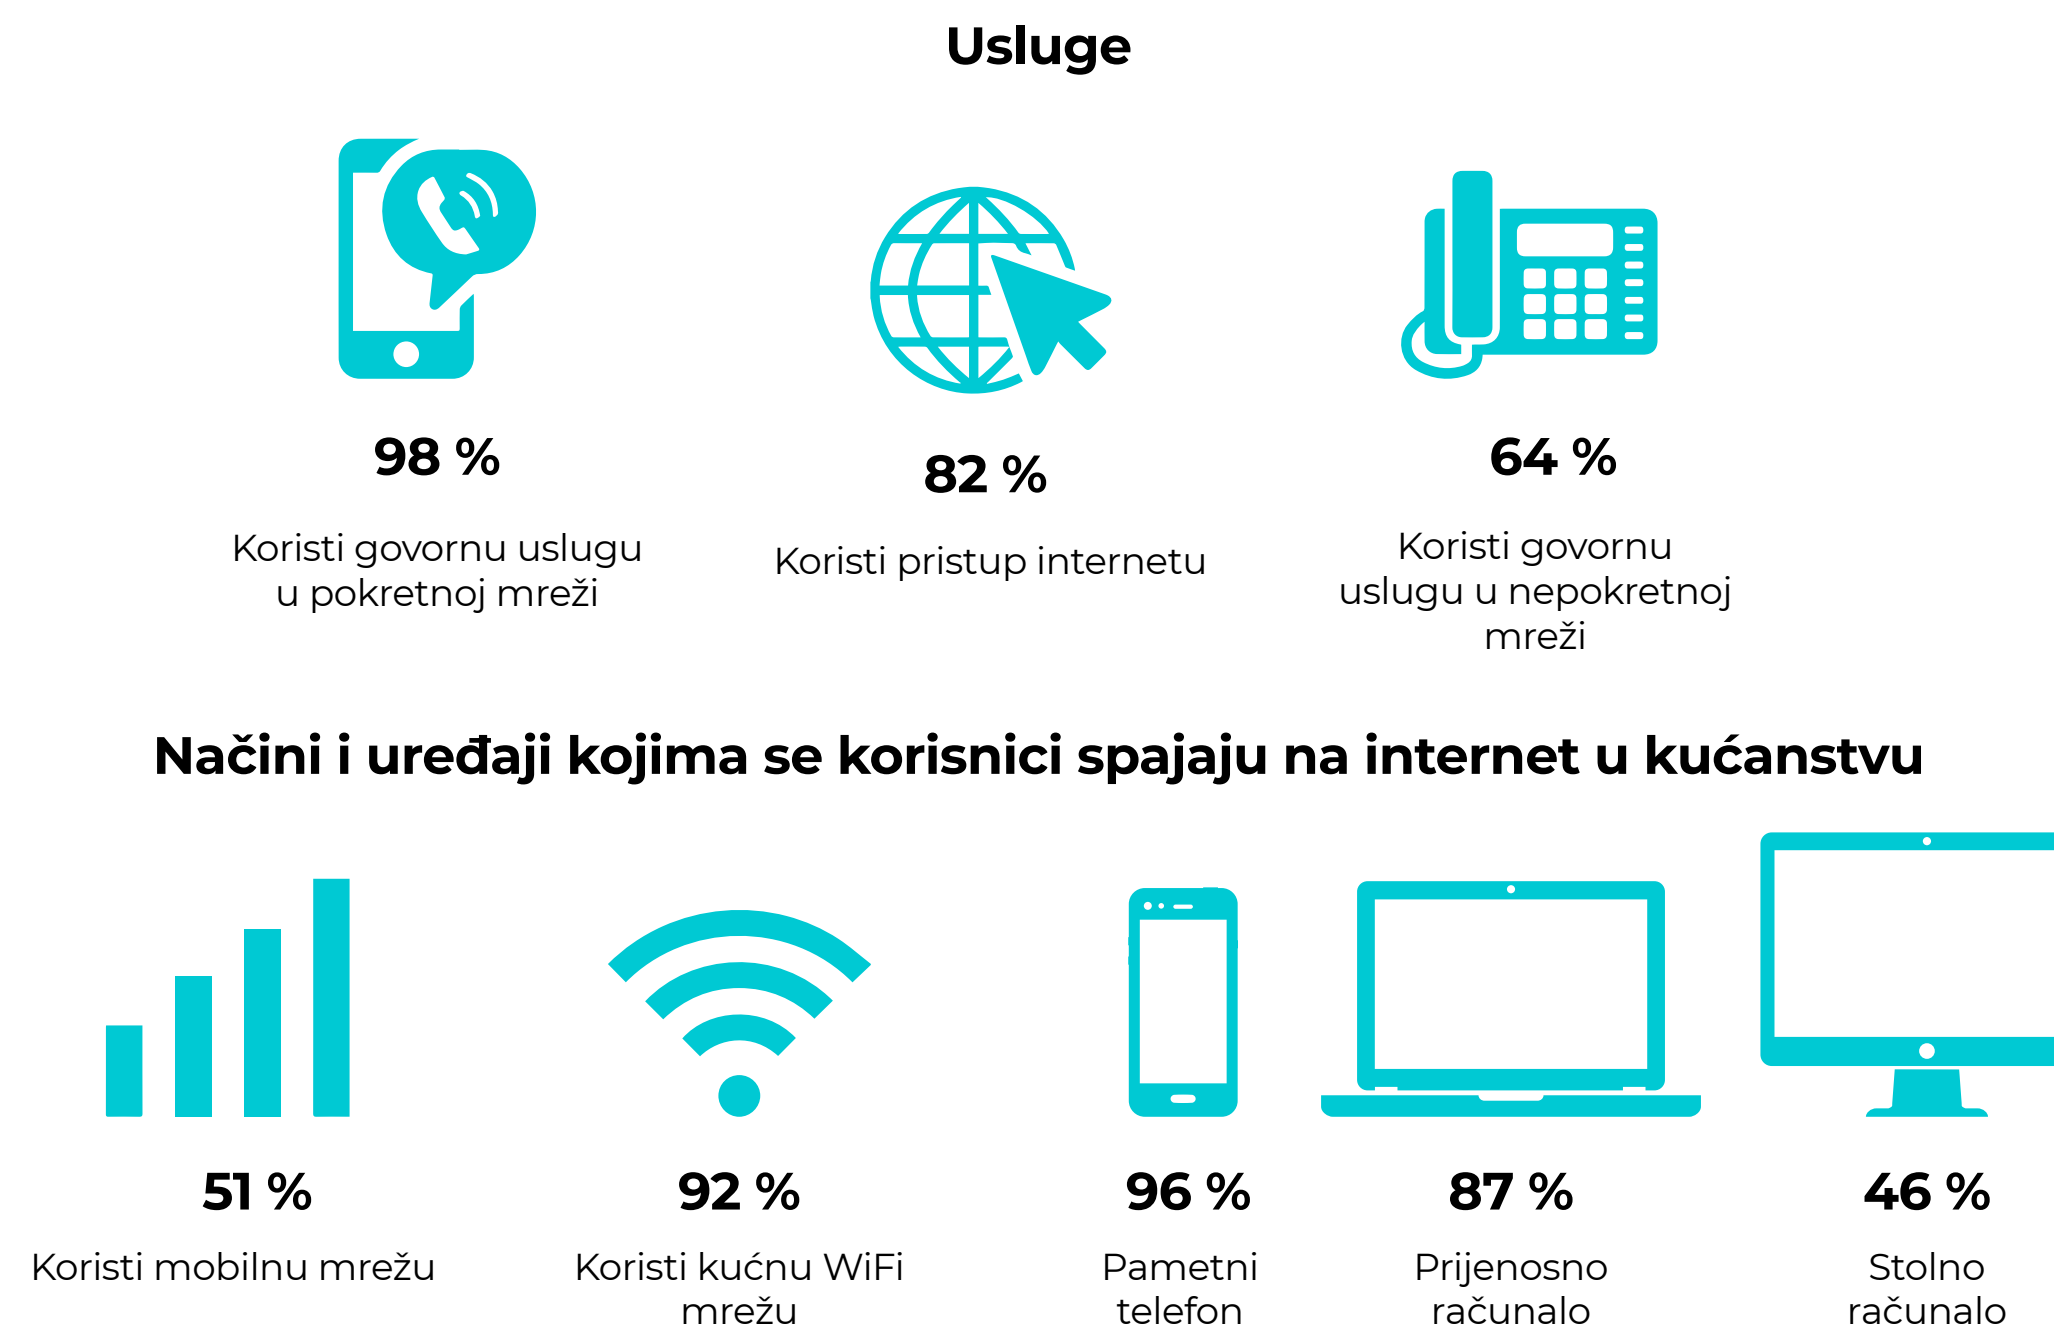 Usluge
98 %
Koristi govornu uslugu
u pokretnoj mreži
82 %
Koristi pristup internetu
64 %
Koristi govornu
uslugu u nepokretnoj
mreži
Načini i uređaji kojima se korisnici spajaju na internet u kućanstvu
51 %
Koristi mobilnu mrežu
92 %
Koristi kućnu WiFi
mrežu
96 %
Pametni
telefon
87 %
Prijenosno
računalo
46 %
Stolno
računalo